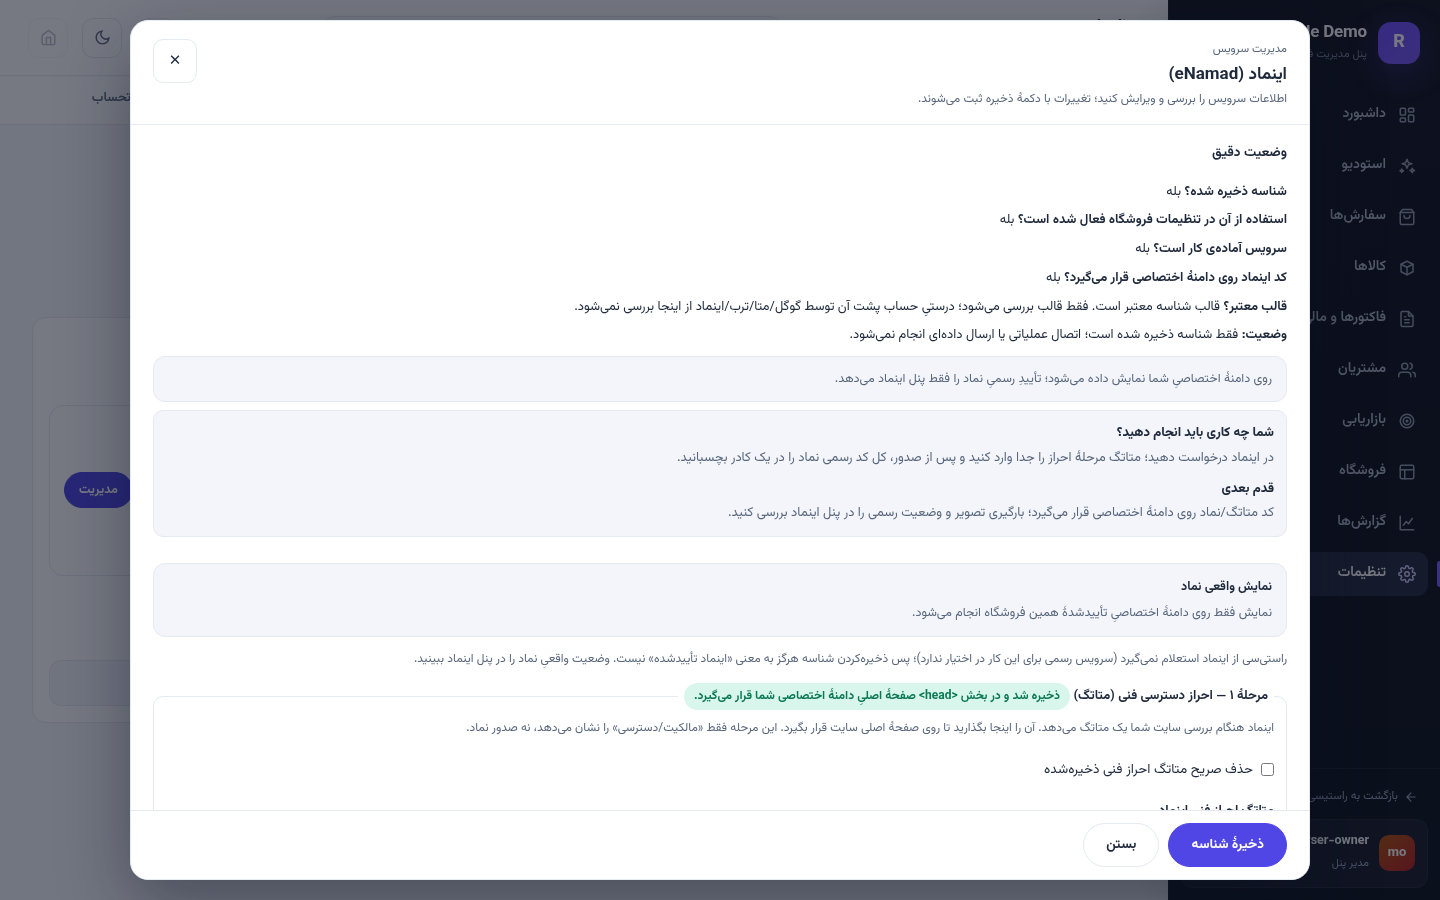 مدیریت سرویس
اینماد (eNamad)
اطلاعات سرویس را بررسی و ویرایش کنید؛ تغییرات با دکمهٔ ذخیره ثبت می‌شوند.
×
وضعیت دقیق
شناسه ذخیره شده؟ بله
استفاده از آن در تنظیمات فروشگاه فعال شده است؟ بله
سرویس آماده‌ی کار است؟ بله
کد اینماد روی دامنهٔ اختصاصی قرار می‌گیرد؟ بله
قالب معتبر؟ قالب شناسه معتبر است. فقط قالب بررسی می‌شود؛ درستیِ حساب پشت آن توسط گوگل/متا/ترب/اینماد از اینجا بررسی نمی‌شود.
وضعیت: فقط شناسه ذخیره شده است؛ اتصال عملیاتی یا ارسال داده‌ای انجام نمی‌شود.
روی دامنهٔ اختصاصیِ شما نمایش داده می‌شود؛ تأییدِ رسمیِ نماد را فقط پنل اینماد می‌دهد.
شما چه کاری باید انجام دهید؟
در اینماد درخواست دهید؛ متاتگ مرحلهٔ احراز را جدا وارد کنید و پس از صدور، کل کد رسمی نماد را در یک کادر بچسبانید.
قدم بعدی
کد متاتگ/نماد روی دامنهٔ اختصاصی قرار می‌گیرد؛ بارگیری تصویر و وضعیت رسمی را در پنل اینماد بررسی کنید.
نمایش واقعی نماد
نمایش فقط روی دامنهٔ اختصاصیِ تأییدشدهٔ همین فروشگاه انجام می‌شود.
راستی‌سی از اینماد استعلام نمی‌گیرد (سرویس رسمی برای این کار در اختیار ندارد)؛ پس ذخیره‌کردن شناسه هرگز به معنی «اینماد تأییدشده» نیست. وضعیت واقعیِ نماد را در پنل اینماد ببینید.
مرحلهٔ ۱ — احراز دسترسی فنی (متاتگ) ذخیره شد و در بخش <head> صفحهٔ اصلیِ دامنهٔ اختصاصی شما قرار می‌گیرد.
اینماد هنگام بررسی سایت شما یک متاتگ می‌دهد. آن را اینجا بگذارید تا روی صفحهٔ اصلی سایت قرار بگیرد. این مرحله فقط «مالکیت/دسترسی» را نشان می‌دهد، نه صدور نماد.
حذف صریح متاتگ احراز فنی ذخیره‌شده
ذخیرهٔ شناسه
بستن
R
le Demo
پنل مدیریت ف
داشبورد
استودیو
سفارش‌ها
کالاها
فاکتورها و مالی
مشتریان
بازاریابی
فروشگاه
گزارش‌ها
تنظیمات
بازگشت به راستیسی
mo
ser-owner
مدیر پنل
مدیریت